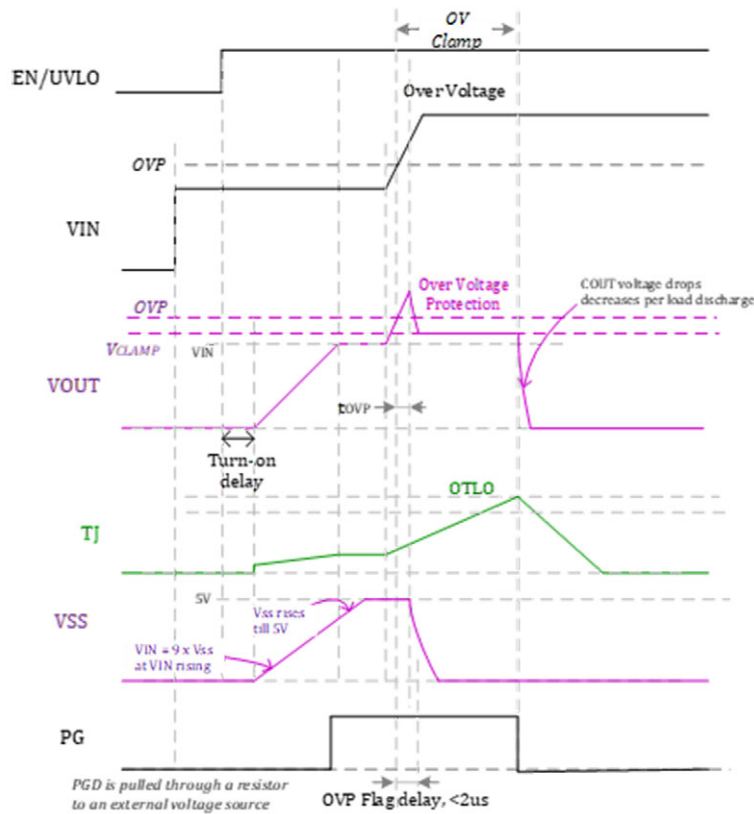 OV
Clamp
EN/UVLO
Over Voltage
OVP
VIN
OVP
Over Voltage
Protection
COUT voltage drops
decreases per load discharge
VCLAMP
VIN
VOUT
tOVP
Turn-on
delay
OTLO
TJ
5V
Vss rises
till 5V
VSS
VIN = 9 x Vss
at VIN rising
PG
PGD is pulled through a resistor
to an external voltage source
OVP Flag delay, <2us